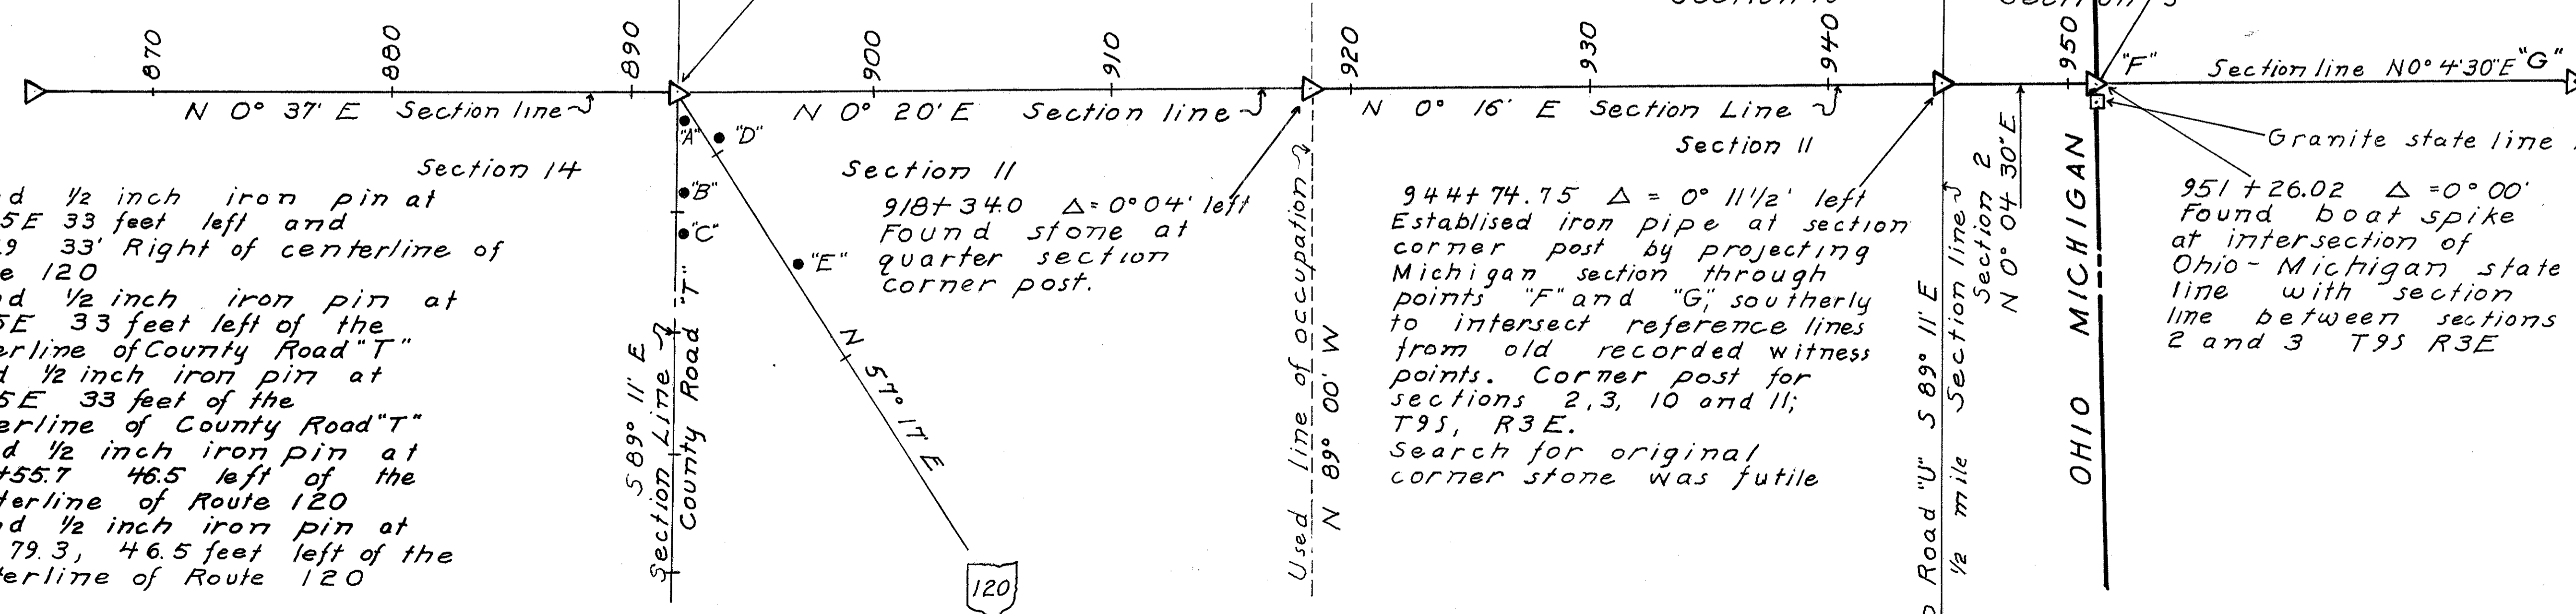 870
880
890
900
910
920
930
940
950
"F"
Section line N0° 4'30"E "G"
N 0° 37' E Section line
N 0° 20' E Section line
N 0° 16' E Section Line
"A"
"D"
"B"
"C"
"E"
Section 14
Section 11
Section 11
Granite state line
d 1/2 inch iron pin at
5E 33 feet left and
9 33' Right of centerline of
e 120
d 1/2 inch iron pin at
5E 33 feet left of the
erline of County Road "T"
d 1/2 inch iron pin at
5E 33 feet of the
erline of County Road "T"
d 1/2 inch iron pin at
+55.7 46.5 left of the
terline of Route 120
d 1/2 inch iron pin at
79.3, 46.5 feet left of the
terline of Route 120
S 89° 11' E
Section Line
County Road "T"
N 57° 17' E
120
918+34.0 Δ=0°04' left
Found stone at
quarter section
corner post.
Used line of occupation
N 89° 00' W
944+74.75 Δ = 0° 11 1/2' left
Establised iron pipe at section
corner post by projecting
Michigan section through
points "F" and "G", southerly
to intersect reference lines
from old recorded witness
points. Corner post for
sections 2,3, 10 and 11;
T9S, R3E.
Search for original
corner stone was futile
Road "U" S 89° 11' E
1/2 mile Section line
Section 2
N 0° 04' 30" E
OHIO MICHIGAN
951+26.02 Δ=0°00'
Found boat spike
at intersection of
Ohio-Michigan state
line with section
line between sections
2 and 3 T9S R3E